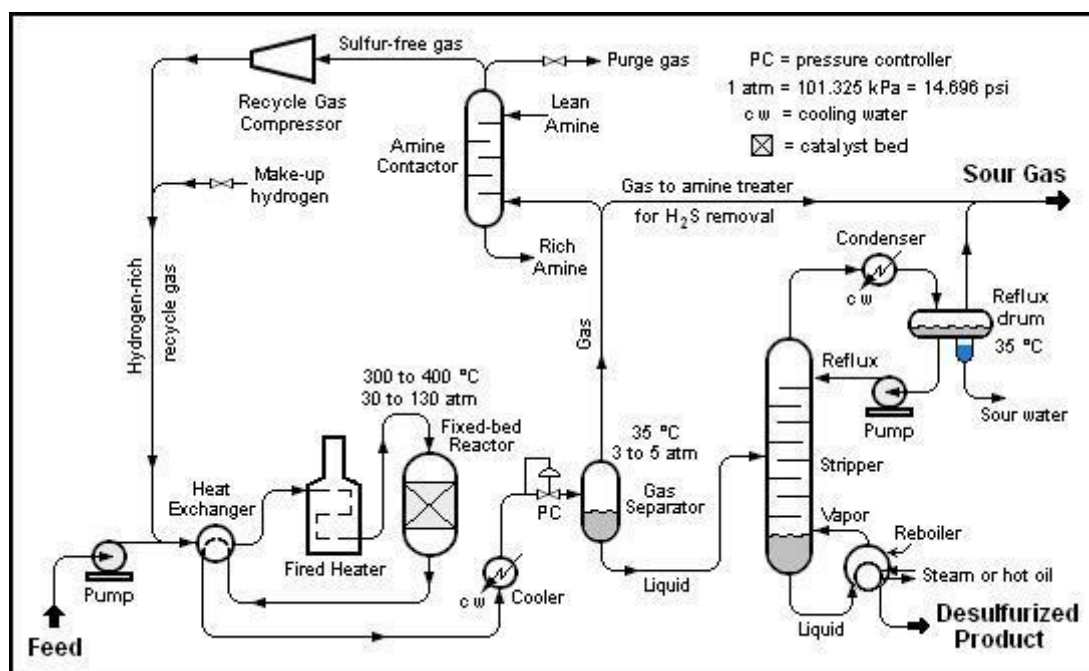 Sulfur-free gas
Purge gas
Recycle Gas
Compressor
Lean
Amine
Amine
Contactor
PC = pressure controller
1 atm = 101.325 kPa = 14.696 psi
c w = cooling water
= catalyst bed
Make-up
hydrogen
Gas to amine treater
for H₂S removal
Sour Gas
Rich
Amine
Hydrogen-rich
recycle gas
Condenser
c w
Reflux
drum
35 °C
Gas
Reflux
Pump
Sour water
300 to 400 °C
30 to 130 atm
Fixed-bed
Reactor
35 °C
3 to 5 atm
Gas
Separator
Stripper
Heat
Exchanger
PC
Vapor
Reboiler
Fired Heater
Steam or hot oil
Pump
c w
Cooler
Liquid
Liquid
Feed
Desulfurized
Product